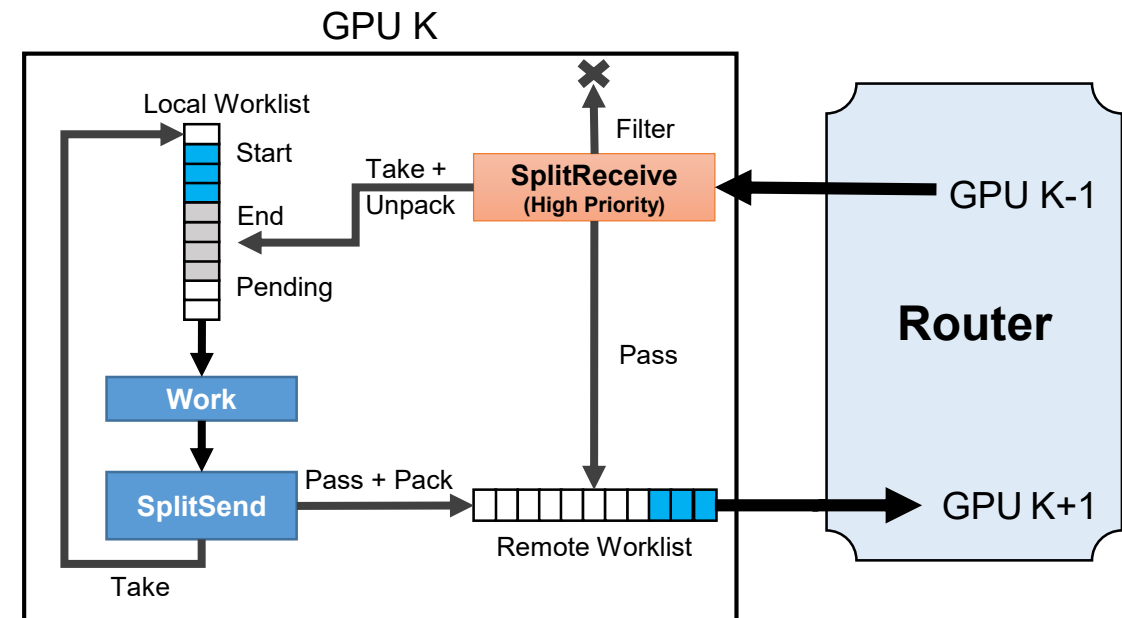 GPU K
Local Worklist
Start
End
Pending
Take +
Unpack
Filter
SplitReceive
(High Priority)
GPU K-1
Router
Pass
Work
SplitSend
Pass + Pack
Take
Remote Worklist
GPU K+1